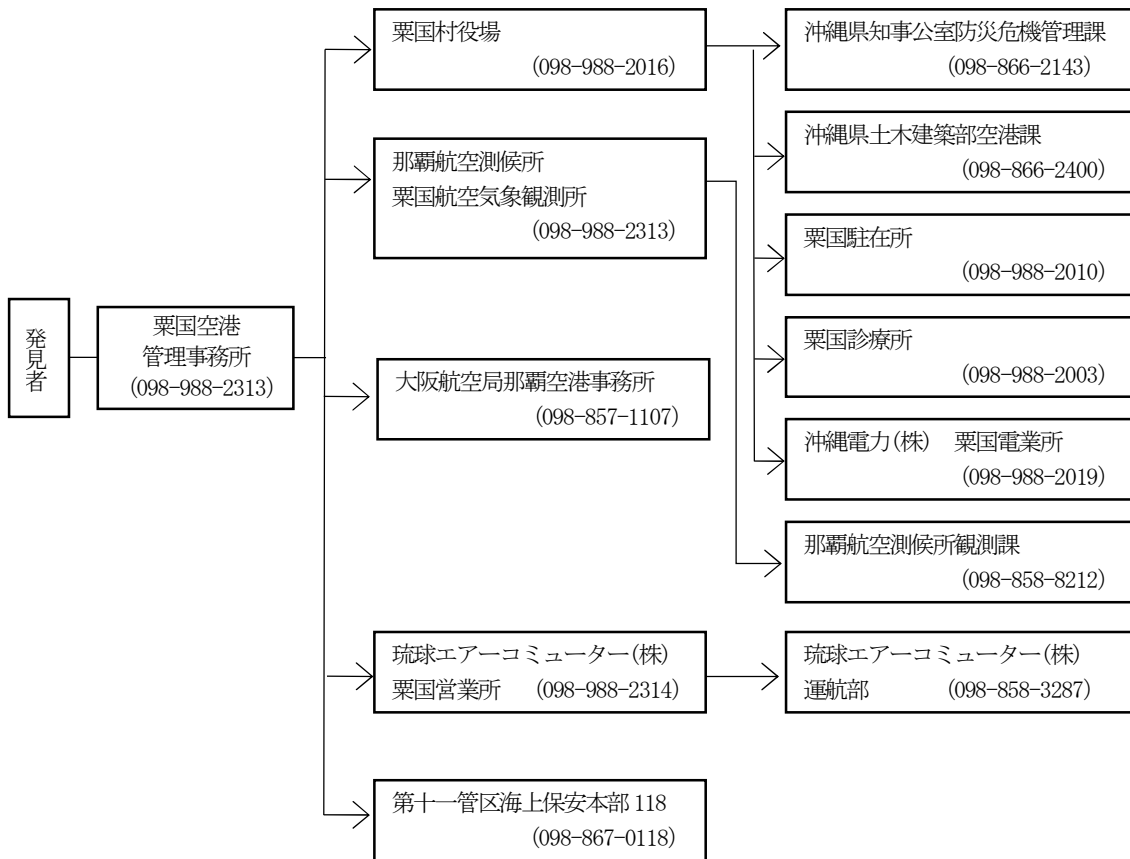 発見者
粟国空港
管理事務所
(098-988-2313)
粟国村役場
(098-988-2016)
那覇航空測候所
粟国航空気象観測所
(098-988-2313)
大阪航空局那覇空港事務所
(098-857-1107)
琉球エアーコミューター(株)
粟国営業所 (098-988-2314)
第十一管区海上保安本部 118
(098-867-0118)
沖縄県知事公室防災危機管理課
(098-866-2143)
沖縄県土木建築部空港課
(098-866-2400)
粟国駐在所
(098-988-2010)
粟国診療所
(098-988-2003)
沖縄電力(株) 粟国電業所
(098-988-2019)
那覇航空測候所観測課
(098-858-8212)
琉球エアーコミューター(株)
運航部 (098-858-3287)